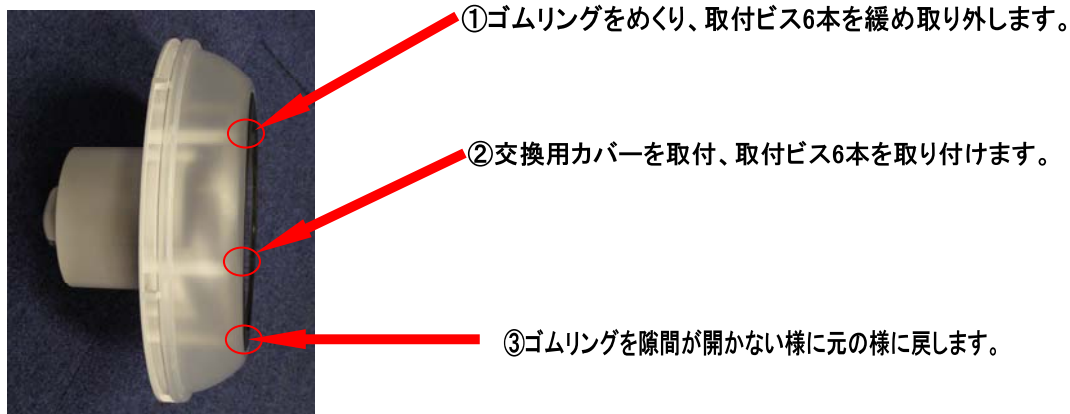 ①ゴムリングをめくり、取付ビス6本を緩め取り外します。
②交換用カバーを取付、取付ビス6本を取り付けます。
③ゴムリングを隙間が開かない様に元の様に戻します。